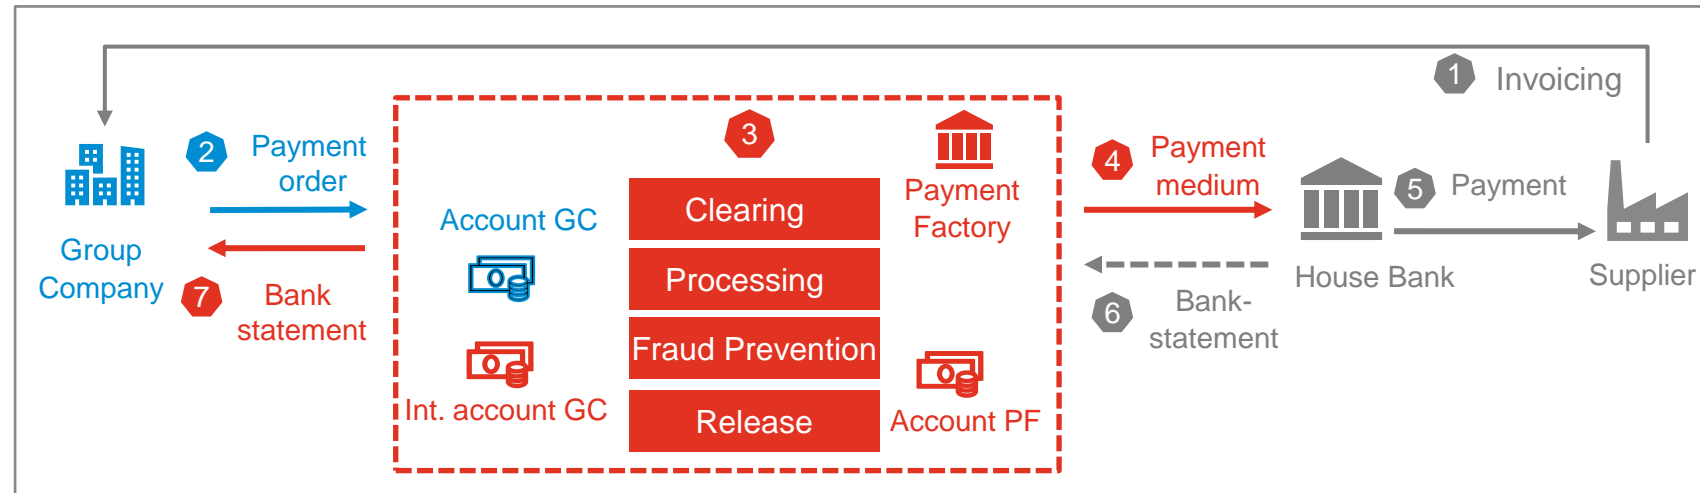 1 Invoicing
2 Payment
order
Group
Company
7 Bank
statement
3
Payment
Factory
Account GC
Int. account GC
Clearing
Processing
Fraud Prevention
Release
Account PF
4 Payment
medium
House Bank
5 Payment
Supplier
6 Bank-
statement